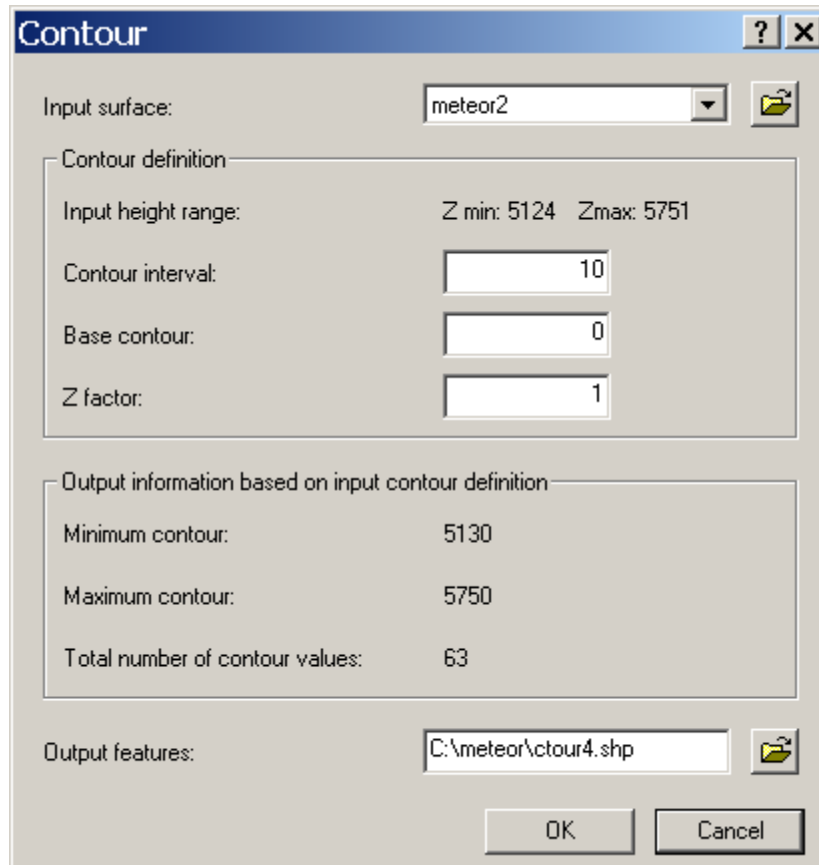 Contour
Input surface: meteor2
Contour definition
Input height range: Z min: 5124 Zmax: 5751
Contour interval: 10
Base contour: 0
Z factor: 1
Output information based on input contour definition
Minimum contour: 5130
Maximum contour: 5750
Total number of contour values: 63
Output features: C:\meteor\ctour4.shp
OK Cancel